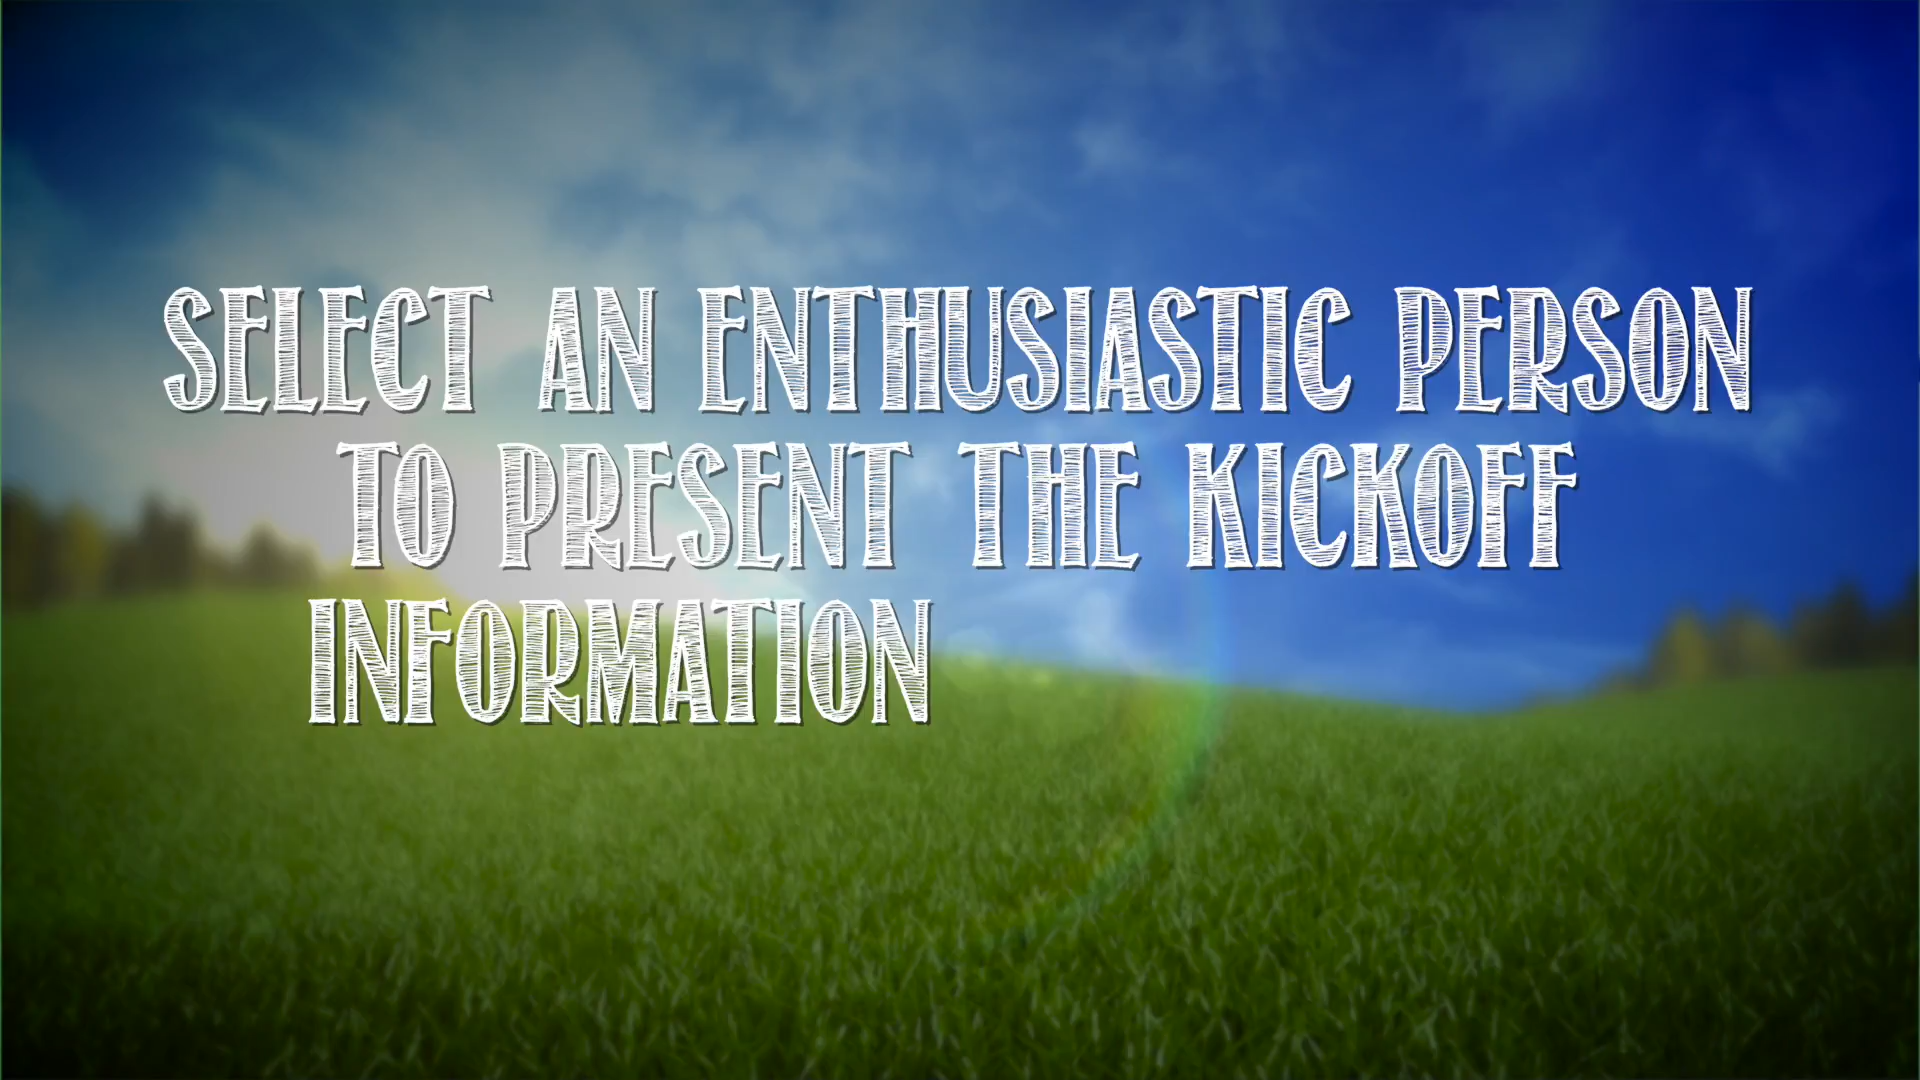 SELECT AN ENTHUSIASTIC PERSON
TO PRESENT THE KICKOFF
INFORMATION